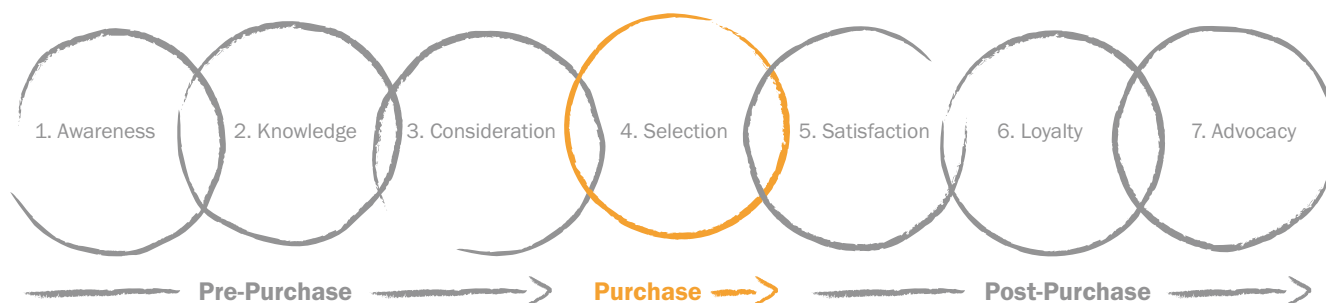 1. Awareness
2. Knowledge
3. Consideration
4. Selection
5. Satisfaction
6. Loyalty
7. Advocacy
Pre-Purchase
Purchase
Post-Purchase